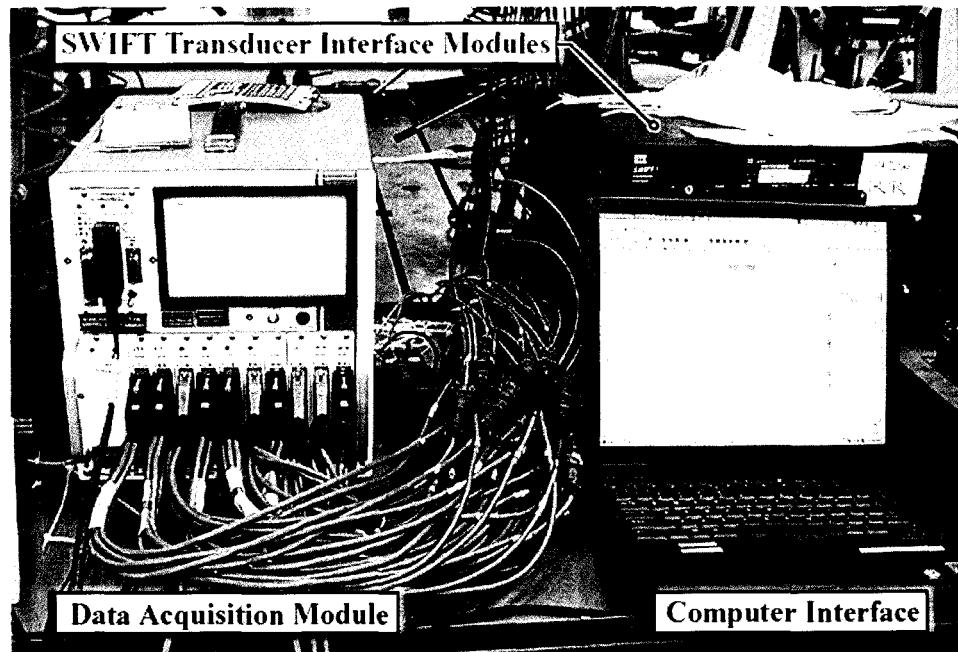 SWIFT Transducer Interface Modules
Data Acquisition Module
Computer Interface